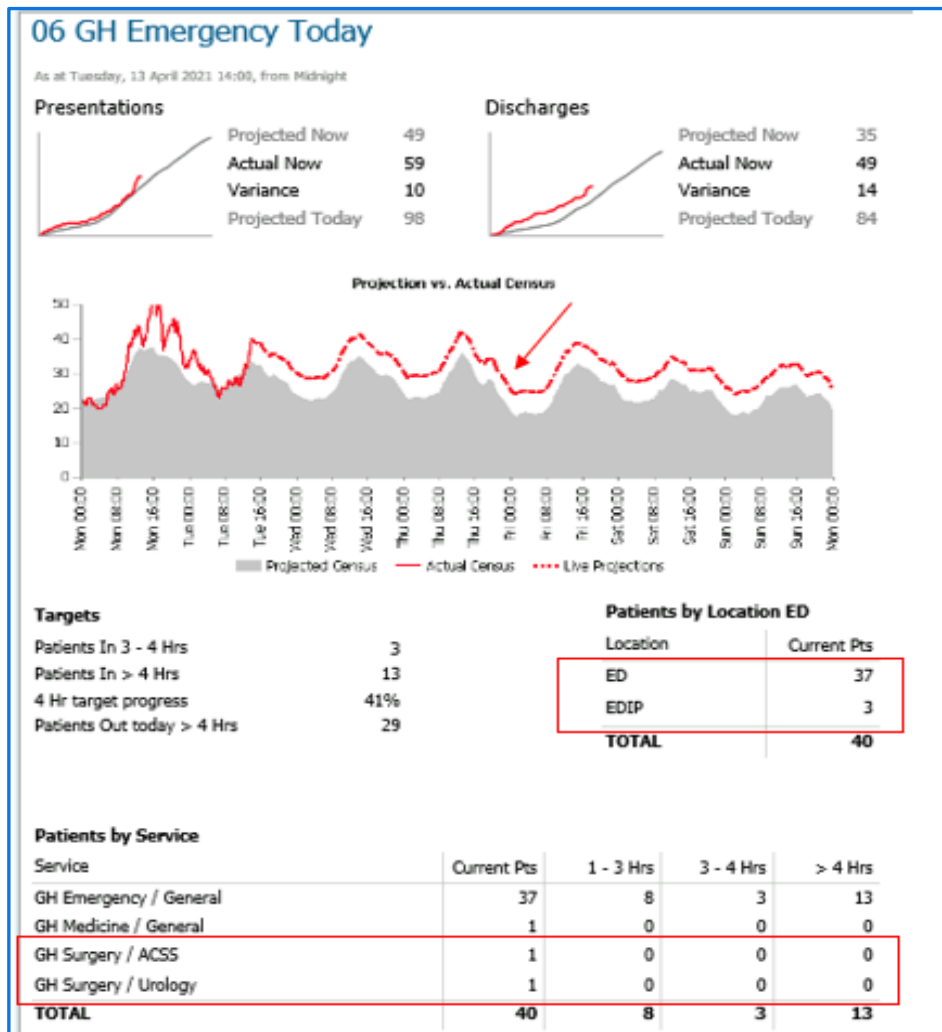 06 GH Emergency Today
As at Tuesday, 13 April 2021 14:00, from Midnight
Presentations
Projected Now 49
Actual Now 59
Variance 10
Projected Today 98
Discharges
Projected Now 35
Actual Now 49
Variance 14
Projected Today 84
Projection vs. Actual Census
50
40
30
20
10
0
Mon 00:00
Mon 08:00
Mon 16:00
Tue 00:00
Tue 08:00
Tue 16:00
Wed 00:00
Wed 08:00
Wed 16:00
Thu 00:00
Thu 08:00
Thu 16:00
Fri 00:00
Fri 08:00
Fri 16:00
Sat 00:00
Sat 08:00
Sat 16:00
Sun 00:00
Sun 08:00
Sun 16:00
Mon 00:00
Projected Census Actual Census Live Projections
Targets
Patients In 3 - 4 Hrs 3
Patients In > 4 Hrs 13
4 Hr target progress 41%
Patients Out today > 4 Hrs 29
Patients by Location ED
Location Current Pts
ED 37
EDIP 3
TOTAL 40
Patients by Service
Service Current Pts 1 - 3 Hrs 3 - 4 Hrs > 4 Hrs
GH Emergency / General 37 8 3 13
GH Medicine / General 1 0 0 0
GH Surgery / ACSS 1 0 0 0
GH Surgery / Urology 1 0 0 0
TOTAL 40 8 3 13